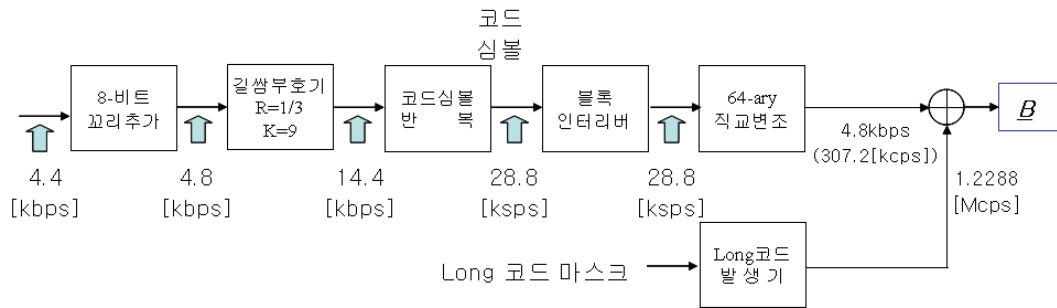 코드
심볼
8-비트
꼬리추가
길쌈부호기
R=1/3
K=9
코드심볼
반 복
블록
인터리버
64-ary
직교변조
B
4.8kbps
(307.2[kcps])
4.4
[kbps]
4.8
[kbps]
14.4
[kbps]
28.8
[ksps]
28.8
[ksps]
1.2288
[Mcps]
Long 코드 마스크
Long코드
발 생 기